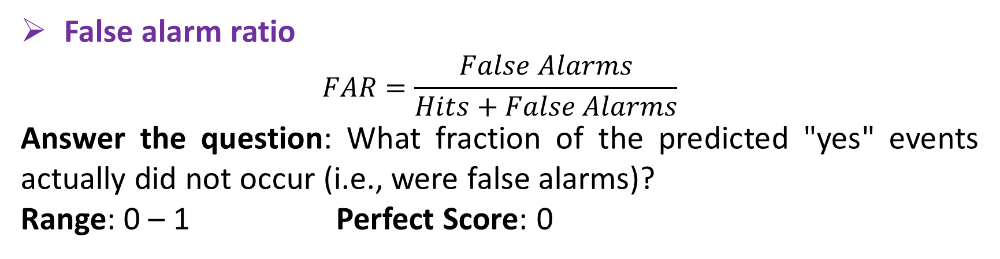 ➢ False alarm ratio
FAR = False Alarms / Hits + False Alarms
Answer the question: What fraction of the predicted "yes" events
actually did not occur (i.e., were false alarms)?
Range: 0 – 1 Perfect Score: 0